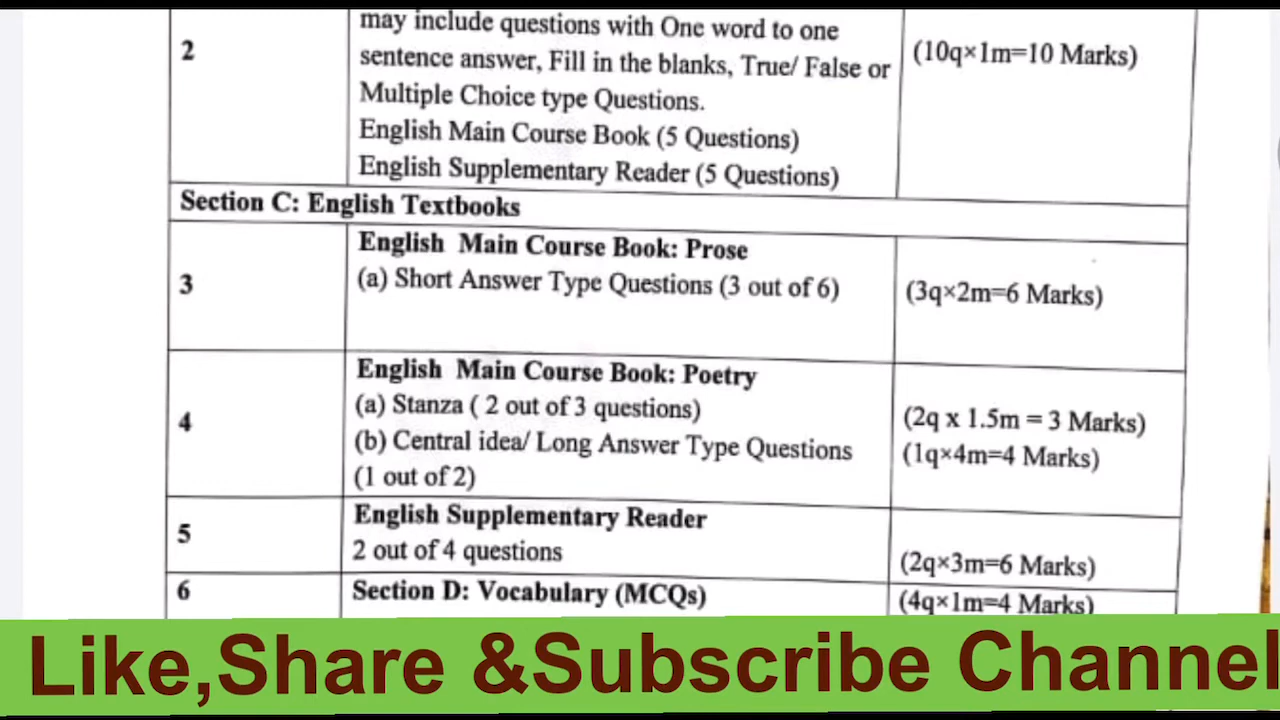 may include questions with One word to one
2
sentence answer, Fill in the blanks, True/ False or
(10q×1m=10 Marks)
Multiple Choice type Questions.
English Main Course Book (5 Questions)
English Supplementary Reader (5 Questions)
Section C: English Textbooks
English Main Course Book: Prose
3
(a) Short Answer Type Questions (3 out of 6)
(3q×2m=6 Marks)
English Main Course Book: Poetry
4
(a) Stanza ( 2 out of 3 questions)
(2q x 1.5m = 3 Marks)
(b) Central idea/ Long Answer Type Questions
(1q×4m=4 Marks)
(1 out of 2)
English Supplementary Reader
5
2 out of 4 questions
(2q×3m=6 Marks)
6
Section D: Vocabulary (MCQs)
(4q×1m=4 Marks)
Like,Share &Subscribe Channel